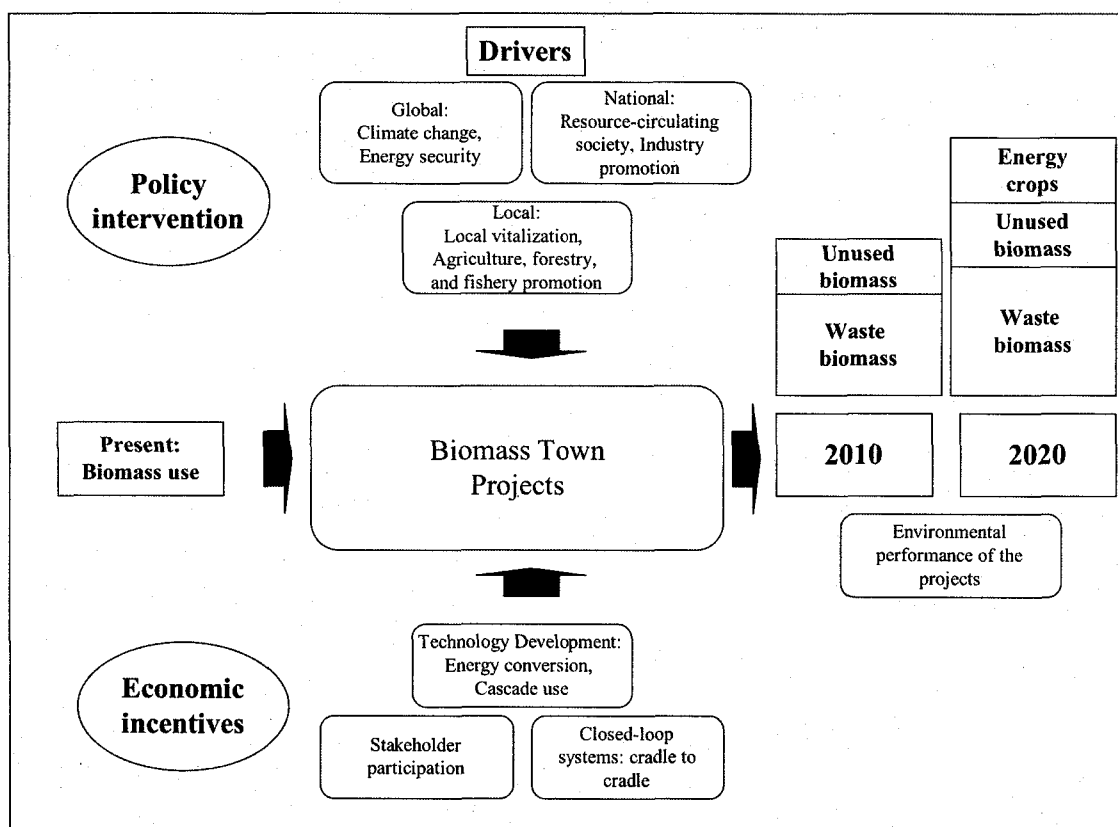 Drivers
Global:
Climate change,
Energy security
National:
Resource-circulating
society, Industry
promotion
Policy
intervention
Local:
Local vitalization,
Agriculture, forestry,
and fishery promotion
Energy
crops
Unused
biomass
Waste
biomass
Unused
biomass
Waste
biomass
Present:
Biomass use
Biomass Town
Projects
2010
2020
Environmental
performance of the
projects
Technology Development:
Energy conversion,
Cascade use
Economic
incentives
Stakeholder
participation
Closed-loop
systems: cradle to
cradle